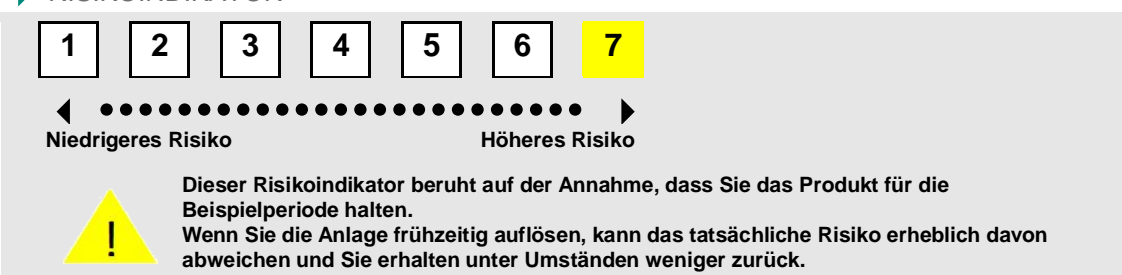 RISIKOINDIKATOR
1 2 3 4 5 6 7
Niedrigeres Risiko Höheres Risiko
Dieser Risikoindikator beruht auf der Annahme, dass Sie das Produkt für die
Beispielperiode halten.
! Wenn Sie die Anlage frühzeitig auflösen, kann das tatsächliche Risiko erheblich davon
abweichen und Sie erhalten unter Umständen weniger zurück.